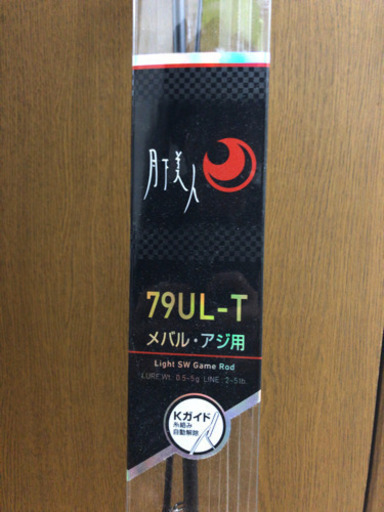 月下美人
79UL-T
メバル・アジ用
Light SW Game Rod
LURE Wt. 0.5-5g LINE: 2-5lb.
Kガイド
糸絡み
自動解除